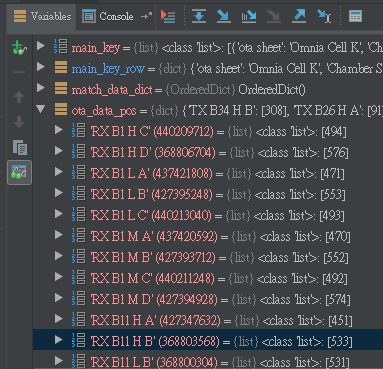 Variables Console
main_key = {list} <class 'list'>: [{'ota sheet': 'Omnia Cell K', 'Cha
main_key_row = {dict} {'ota sheet': 'Omnia Cell K', 'Chamber S
match_data_dict = {OrderedDict} OrderedDict()
ota_data_pos = {dict} {'TX B34 H B': [308], 'TX B26 H A': [91]
'RX B1 H C' (440209712) = {list} <class 'list'>: [494]
'RX B1 H D' (368806704) = {list} <class 'list'>: [576]
'RX B1 L A' (437421808) = {list} <class 'list'>: [471]
'RX B1 L B' (427395248) = {list} <class 'list'>: [553]
'RX B1 L C' (440213040) = {list} <class 'list'>: [493]
'RX B1 M A' (437420592) = {list} <class 'list'>: [470]
'RX B1 M B' (427393712) = {list} <class 'list'>: [552]
'RX B1 M C' (440211248) = {list} <class 'list'>: [492]
'RX B1 M D' (427394928) = {list} <class 'list'>: [574]
'RX B11 H A' (427347632) = {list} <class 'list'>: [451]
'RX B11 H B' (368803568) = {list} <class 'list'>: [533]
'RX B11 L B' (368800304) = {list} <class 'list'>: [531]